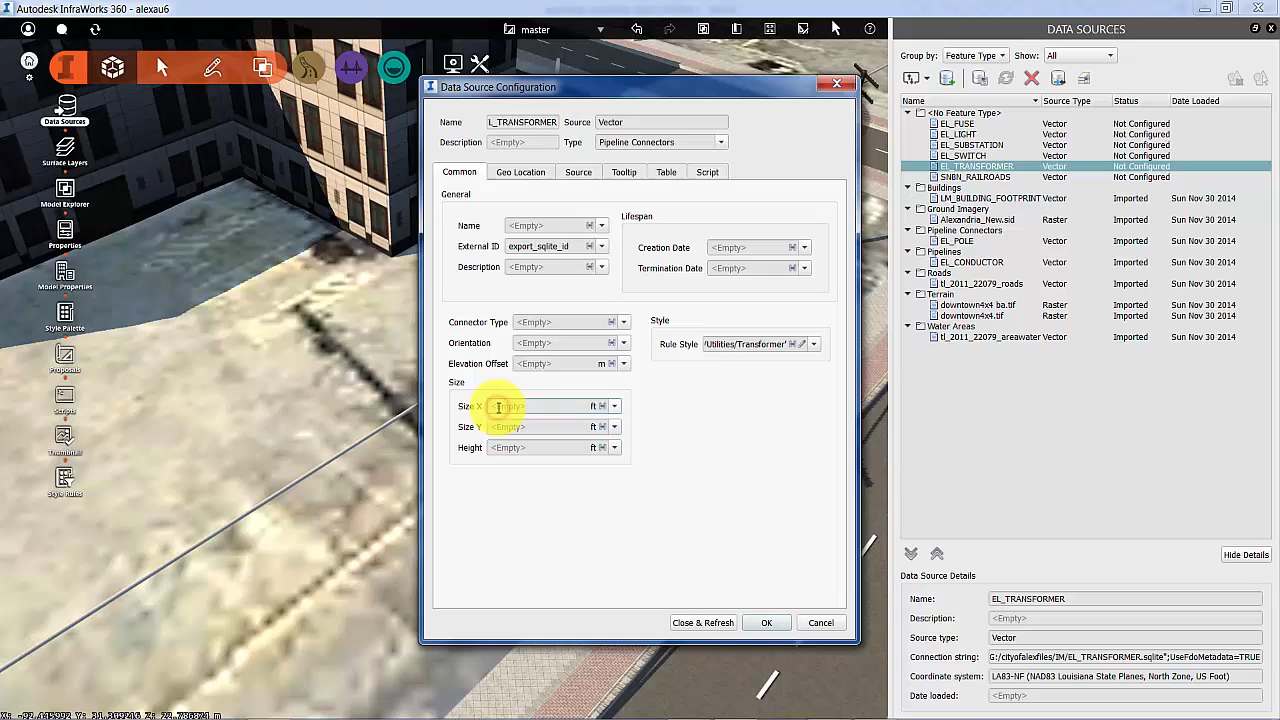 Autodesk InfraWorks 360 - alexau6
master
Data Sources
Surface Layers
Model Explorer
Properties
Model Properties
Style Palette
Proposals
Scripts
Thumbnail
Style Rules
Data Source Configuration
Name L_TRANSFORMER Source Vector
Description <Empty> Type Pipeline Connectors
Common Geo Location Source Tooltip Table Script
General
Name <Empty>
External ID export_sqlite_id
Description <Empty>
Lifespan
Creation Date <Empty>
Termination Date <Empty>
Connector Type <Empty>
Orientation <Empty>
Elevation Offset <Empty> m
Style
Rule Style 'Utilities/Transformer'
Size
Size X <Empty> ft
Size Y <Empty> ft
Height <Empty> ft
Close & Refresh OK Cancel
DATA SOURCES
Group by: Feature Type Show: All
Name Source Type Status Date Loaded
<No Feature Type>
EL_FUSE Vector Not Configured
EL_LIGHT Vector Not Configured
EL_SUBSTATION Vector Not Configured
EL_SWITCH Vector Not Configured
EL_TRANSFORMER Vector Not Configured
SNBN_RAILROADS Vector Not Configured
Buildings
LM_BUILDING_FOOTPRINT Vector Imported Sun Nov 30 2014
Ground Imagery
Alexandria_New.sid Raster Imported Sun Nov 30 2014
Pipeline Connectors
EL_POLE Vector Imported Sun Nov 30 2014
Pipelines
EL_CONDUCTOR Vector Imported Sun Nov 30 2014
Roads
tl_2011_22079_roads Vector Imported Sun Nov 30 2014
Terrain
downtown4x4 ba.tif Raster Imported Sun Nov 30 2014
downtown4x4.tif Raster Imported Sun Nov 30 2014
Water Areas
tl_2011_22079_areawater Vector Imported Sun Nov 30 2014
Hide Details
Data Source Details
Name: EL_TRANSFORMER
Description: <Empty>
Source type: Vector
Connection string: G:/cityofalexfiles/IM/EL_TRANSFORMER.sqlite";UseFdoMetadata=TRUE
Coordinate system: LA83-NF (NAD83 Louisiana State Planes, North Zone, US Foot)
Date loaded: <Empty>